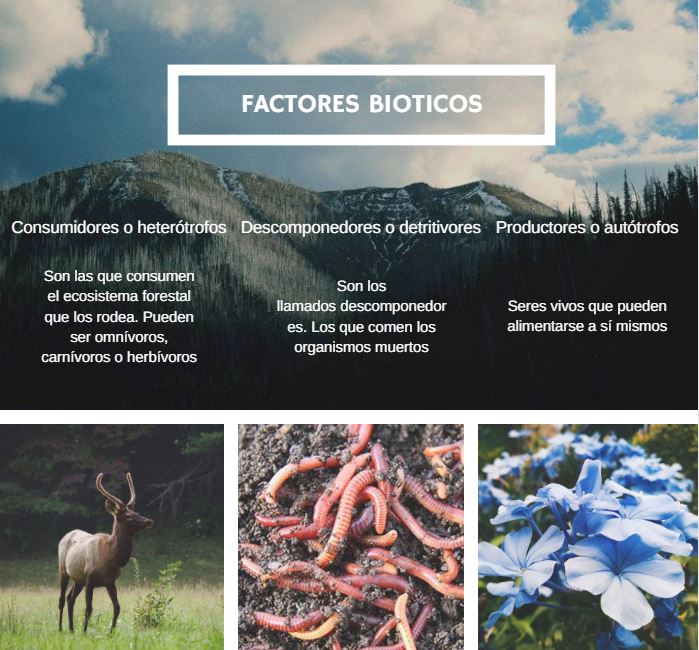 FACTORES BIOTICOS
Consumidores o heterótrofos
Son las que consumen
el ecosistema forestal
que los rodea. Pueden
ser omnívoros,
carnívoros o herbívoros
Descomponedores o detritivores
Son los
llamados descomponedor
es. Los que comen los
organismos muertos
Productores o autótrofos
Seres vivos que pueden
alimentarse a sí mismos